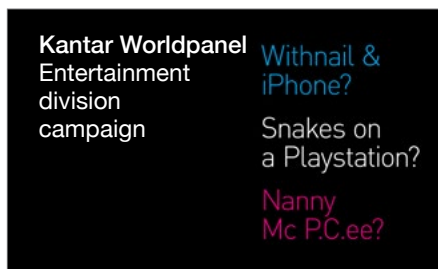 Kantar Worldpanel
Entertainment
division
campaign
Withnail &
iPhone?
Snakes on
a Playstation?
Nanny
Mc P.C.ee?